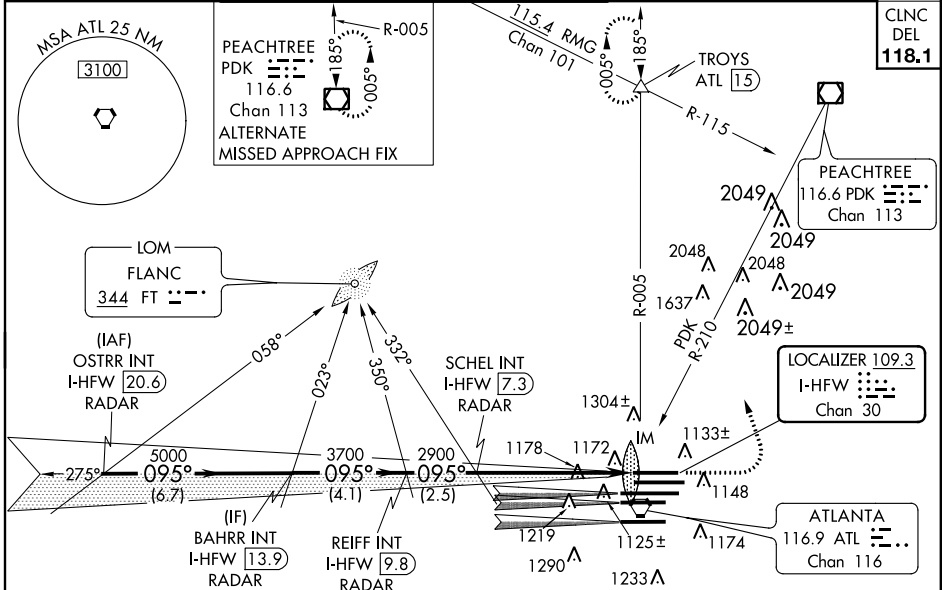 MSA ATL 25 NM
3100
PEACHTREE
PDK
116.6
Chan 113
ALTERNATE
MISSED APPROACH FIX
R-005
185°
005°
115.4 RMG
Chan 101
005°
185°
TROYS
ATL 15
R-115
CLNC
DEL
118.1
PEACHTREE
116.6 PDK
Chan 113
2049
2049
2048
2048
2049
1637
2049±
R-005
PDK
R-210
LOM
FLANC
344 FT
(IAF)
OSTRR INT
I-HFW 20.6
RADAR
058°
023°
350°
332°
SCHEL INT
I-HFW 7.3
RADAR
LOCALIZER 109.3
I-HFW
Chan 30
1304±
IM
1133±
1178
1172
1148
275°
5000
095°
(6.7)
3700
095°
(4.1)
2900
095°
(2.5)
(IF)
BAHRR INT
I-HFW 13.9
RADAR
REIFF INT
I-HFW 9.8
RADAR
1219
1125±
1290
1233
1174
ATLANTA
116.9 ATL
Chan 116